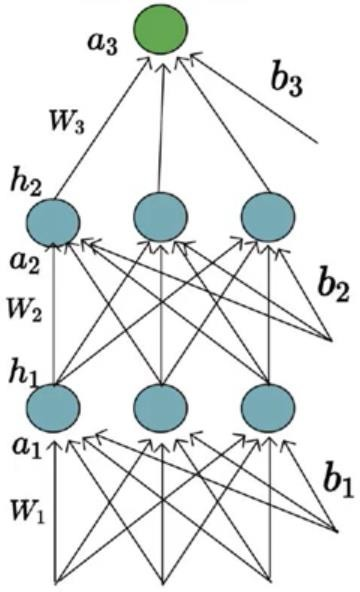 a₃
b₃
W₃
h₂
a₂
b₂
W₂
h₁
a₁
b₁
W₁